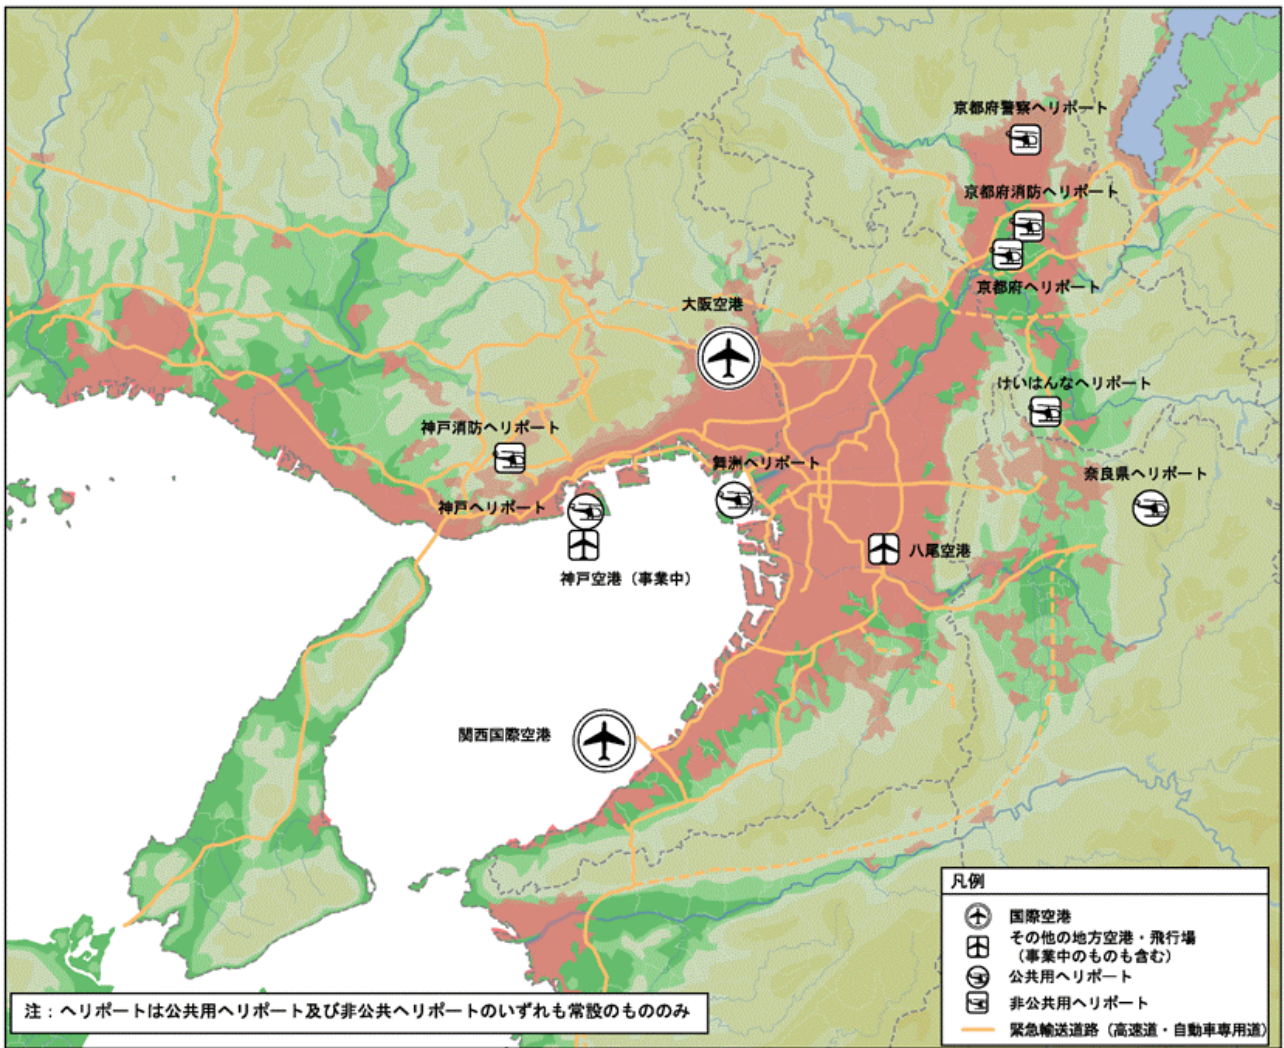 京都府警察ヘリポート
京都府消防ヘリポート
京都府ヘリポート
大阪空港
けいはんなヘリポート
神戸消防ヘリポート
舞洲ヘリポート
奈良県ヘリポート
神戸ヘリポート
八尾空港
神戸空港（事業中）
関西国際空港
凡例
国際空港
その他の地方空港・飛行場
（事業中のものも含む）
公共用ヘリポート
非公共用ヘリポート
緊急輸送道路（高速道・自動車専用道）
注：ヘリポートは公共用ヘリポート及び非公共ヘリポートのいずれも常設のもののみ